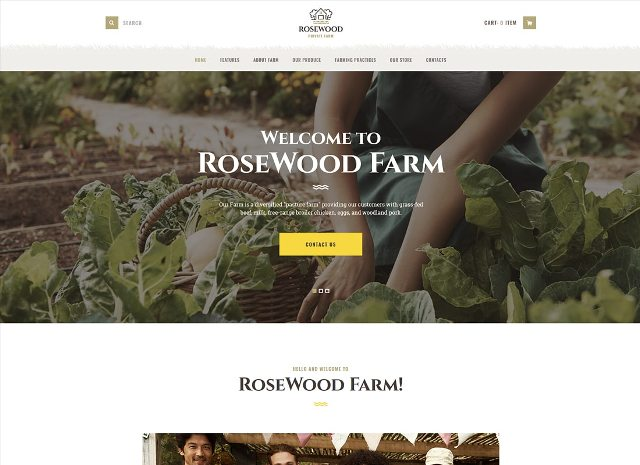 SEARCH
ROSEWOOD
PRIVATE FARM
CART- 0 ITEM
HOME FEATURES ABOUT FARM OUR PRODUCE FARMING PRACTICES OUR STORE CONTACTS
WELCOME TO
ROSEWOOD FARM
Our Farm is a diversified "pasture farm" providing our customers with grass-fed
beef, milk, free-range broiler chicken, eggs, and woodland pork.
CONTACT US
HELLO AND WELCOME TO
ROSEWOOD FARM!